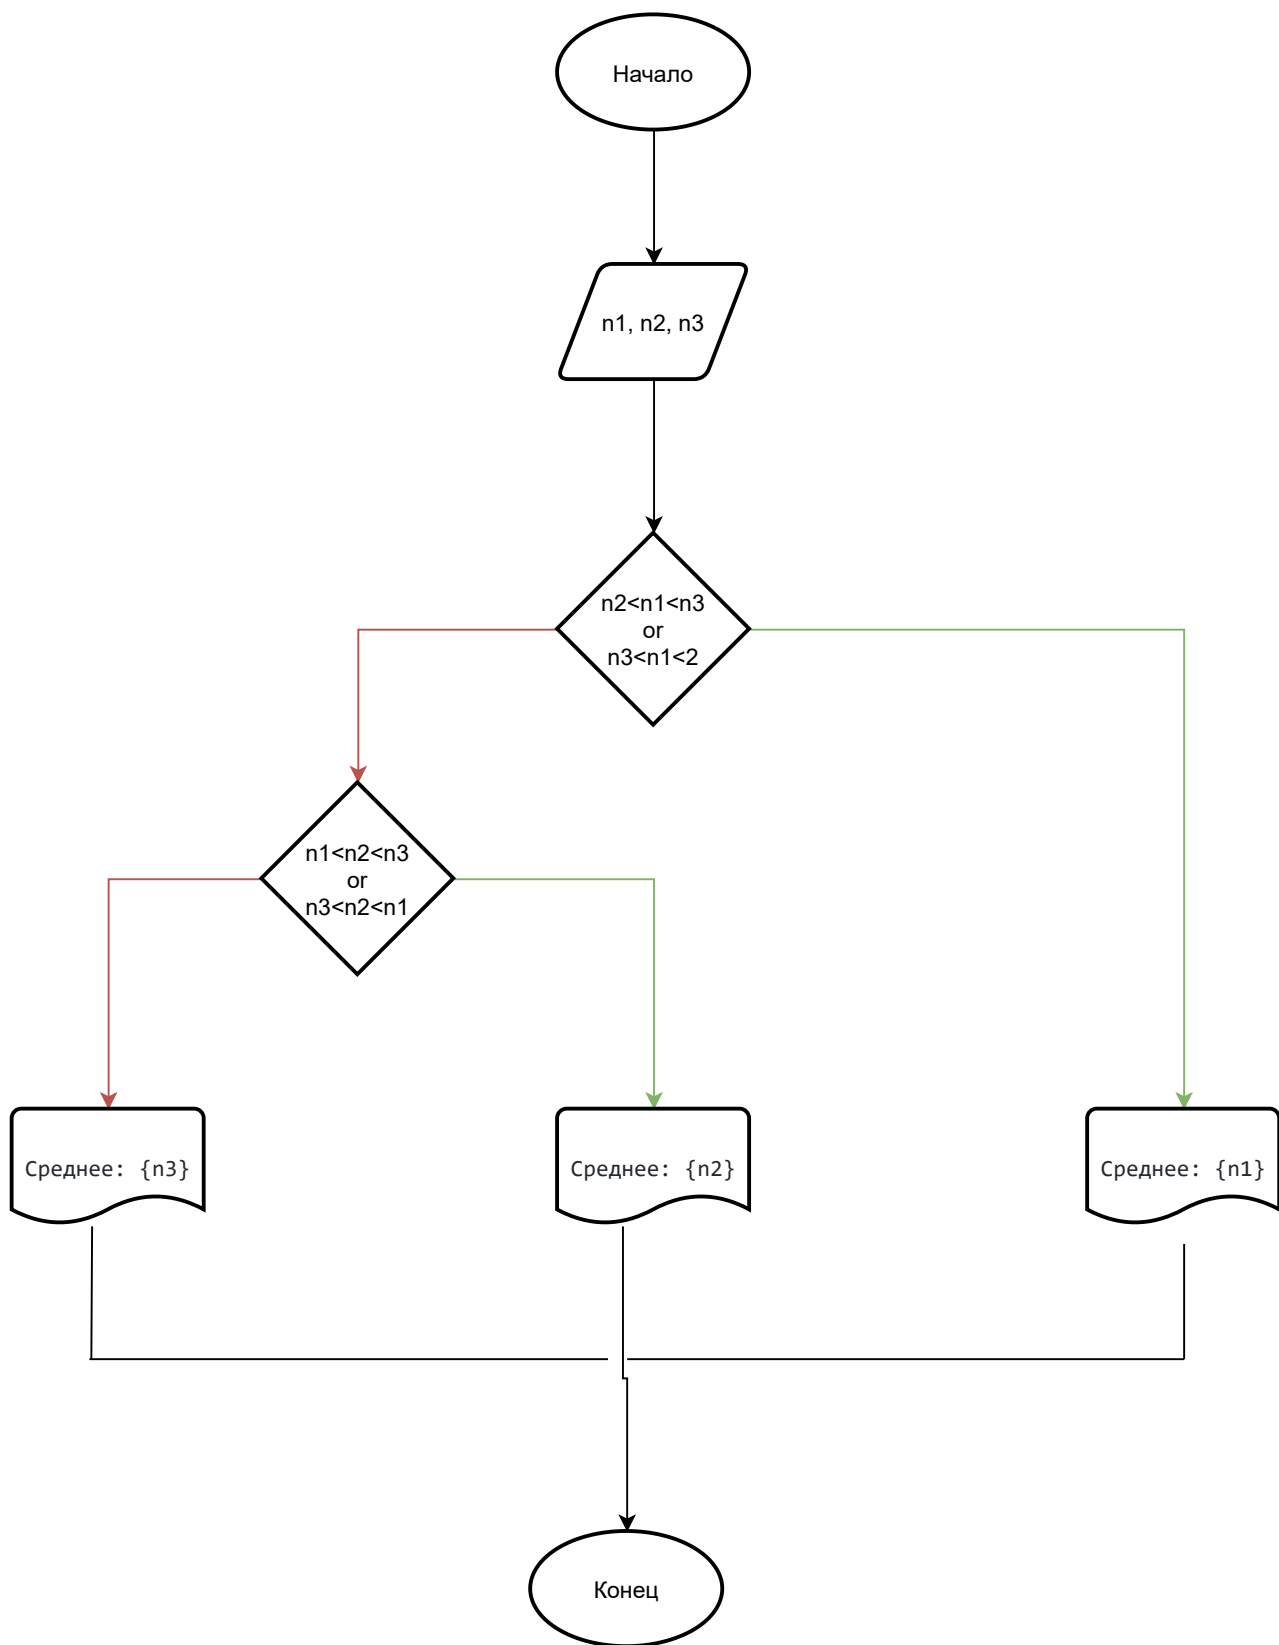 Начало
n1, n2, n3
n2<n1<n3
or
n3<n1<2
n1<n2<n3
or
n3<n2<n1
Среднее: {n3}
Среднее: {n2}
Среднее: {n1}
Конец